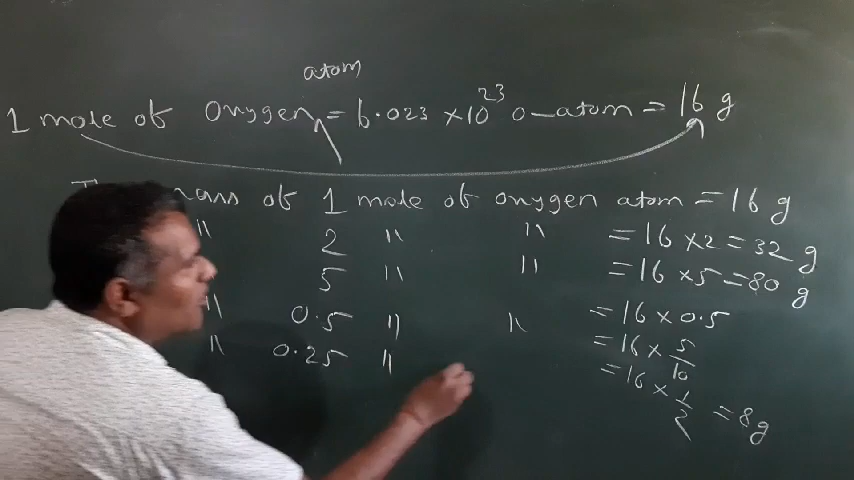 atom
1 mole of Oxygen = 6.023 × 10^23 O-atom = 16 g
mass of 1 mole of oxygen atom = 16 g
〃 2 〃 〃 = 16 × 2 = 32 g
5 〃 〃 = 16 × 5 = 80 g
〃 0.5 〃 〃 = 16 × 0.5
= 16 × 5/10
= 16 × 1/2 = 8 g
〃 0.25 〃